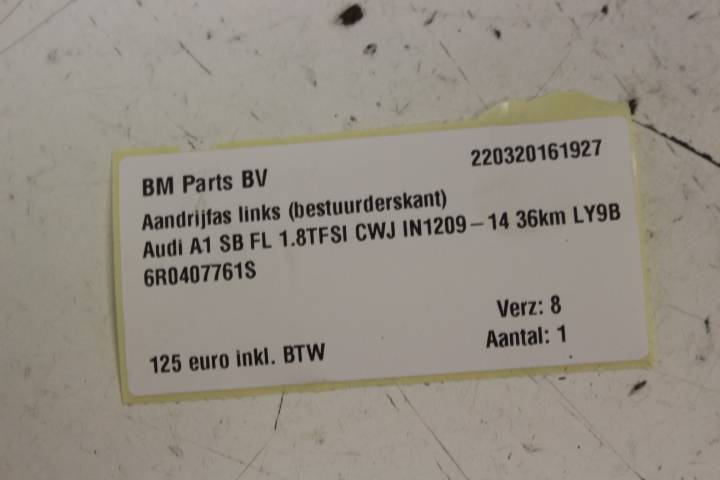 BM Parts BV 220320161927
Aandrijfas links (bestuurderskant)
Audi A1 SB FL 1.8TFSI CWJ IN1209-14 36km LY9B
6R0407761S
Verz: 8
125 euro inkl. BTW Aantal: 1